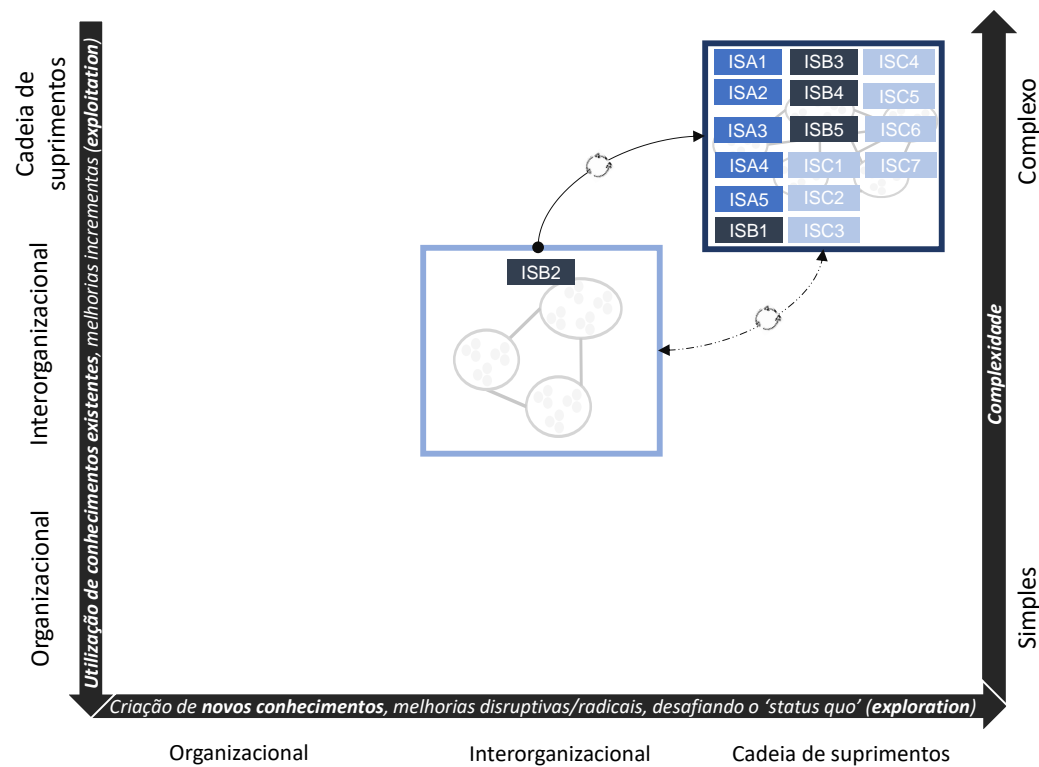 Cadeia de
suprimentos
Interorganizacional
Organizacional
Utilização de conhecimentos existentes, melhorias incrementas (exploitation)
ISA1 ISB3 ISC4
ISA2 ISB4 ISC5
ISA3 ISB5 ISC6
ISA4 ISC1 ISC7
ISA5 ISC2
ISB1 ISC3
ISB2
Complexidade
Complexo
Simples
Criação de novos conhecimentos, melhorias disruptivas/radicais, desafiando o ‘status quo’ (exploration)
Organizacional
Interorganizacional
Cadeia de suprimentos